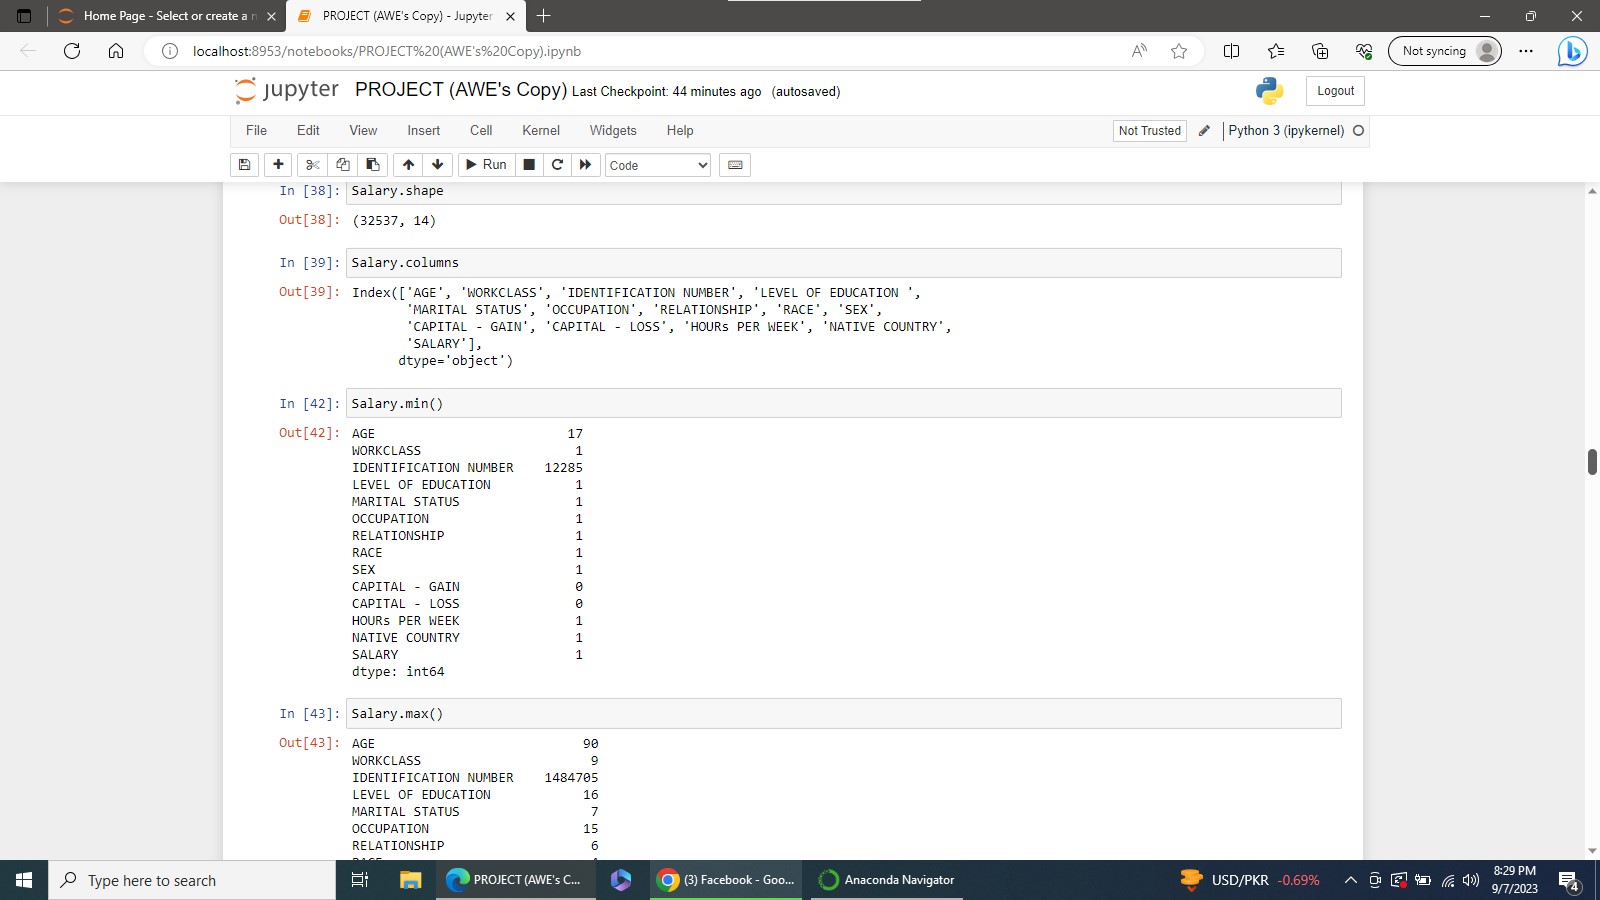 Home Page - Select or create a n
PROJECT (AWE's Copy) - Jupyter
localhost:8953/notebooks/PROJECT%20(AWE's%20Copy).ipynb
Not syncing
jupyter PROJECT (AWE's Copy) Last Checkpoint: 44 minutes ago (autosaved)
Logout
File Edit View Insert Cell Kernel Widgets Help
Not Trusted
Python 3 (ipykernel)
Run
Code
In [38]: Salary.shape
Out[38]: (32537, 14)
In [39]: Salary.columns
Out[39]: Index(['AGE', 'WORKCLASS', 'IDENTIFICATION NUMBER', 'LEVEL OF EDUCATION ',
'MARITAL STATUS', 'OCCUPATION', 'RELATIONSHIP', 'RACE', 'SEX',
'CAPITAL - GAIN', 'CAPITAL - LOSS', 'HOURs PER WEEK', 'NATIVE COUNTRY',
'SALARY'],
dtype='object')
In [42]: Salary.min()
Out[42]: AGE 17
WORKCLASS 1
IDENTIFICATION NUMBER 12285
LEVEL OF EDUCATION 1
MARITAL STATUS 1
OCCUPATION 1
RELATIONSHIP 1
RACE 1
SEX 1
CAPITAL - GAIN 0
CAPITAL - LOSS 0
HOURs PER WEEK 1
NATIVE COUNTRY 1
SALARY 1
dtype: int64
In [43]: Salary.max()
Out[43]: AGE 90
WORKCLASS 9
IDENTIFICATION NUMBER 1484705
LEVEL OF EDUCATION 16
MARITAL STATUS 7
OCCUPATION 15
RELATIONSHIP 6
Type here to search
PROJECT (AWE's C...
(3) Facebook - Goo...
Anaconda Navigator
USD/PKR -0.69%
8:29 PM
9/7/2023
4